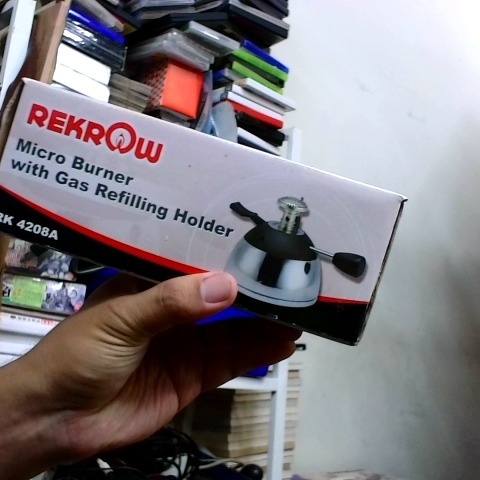 REKROW
Micro Burner
with Gas Refilling Holder
RK 4208A